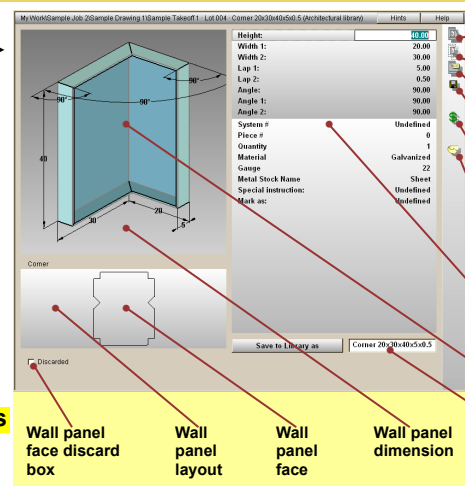 My Work\Sample Job 2\Sample Drawing 1\Sample Takeoff 1 · Lot 004 · Corner 20x30x40x5x0.5 (Architectural library) Hints Help
Height: 40.00
Width 1: 20.00
Width 2: 30.00
Lap 1: 5.00
Lap 2: 0.50
Angle: 90.00
Angle 1: 90.00
Angle 2: 90.00
System # Undefined
Piece # 0
Quantity 1
Material Galvanized
Gauge 22
Metal Stock Name Sheet
Special instruction: Undefined
Mark as: Undefined
90°
90°
90°
40
30
20
5
Corner
Save to Library as Corner 20x30x40x5x0.5
Discarded
s
Wall panel face discard box
Wall panel layout
Wall panel face
Wall panel dimension